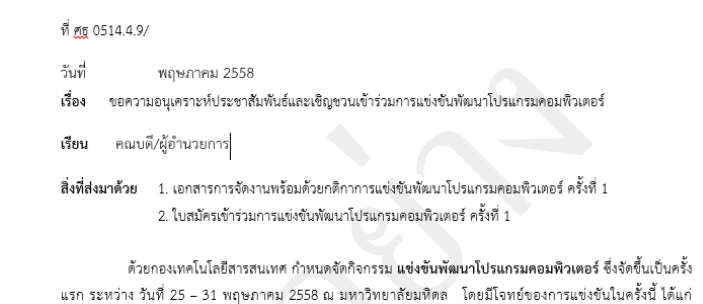 ที่ ศธ 0514.4.9/
วันที่ พฤษภาคม 2558
เรื่อง ขอความอนุเคราะห์ประชาสัมพันธ์และเชิญชวนเข้าร่วมการแข่งขันพัฒนาโปรแกรมคอมพิวเตอร์
เรียน คณบดี/ผู้อำนวยการ
สิ่งที่ส่งมาด้วย 1. เอกสารการจัดงานพร้อมด้วยกติกาการแข่งขันพัฒนาโปรแกรมคอมพิวเตอร์ ครั้งที่ 1
2. ใบสมัครเข้าร่วมการแข่งขันพัฒนาโปรแกรมคอมพิวเตอร์ ครั้งที่ 1
ด้วยกองเทคโนโลยีสารสนเทศ กำหนดจัดกิจกรรม แข่งขันพัฒนาโปรแกรมคอมพิวเตอร์ ซึ่งจัดขึ้นเป็นครั้ง
แรก ระหว่าง วันที่ 25 – 31 พฤษภาคม 2558 ณ มหาวิทยาลัยมหิดล โดยมีโจทย์ของการแข่งขันในครั้งนี้ ได้แก่